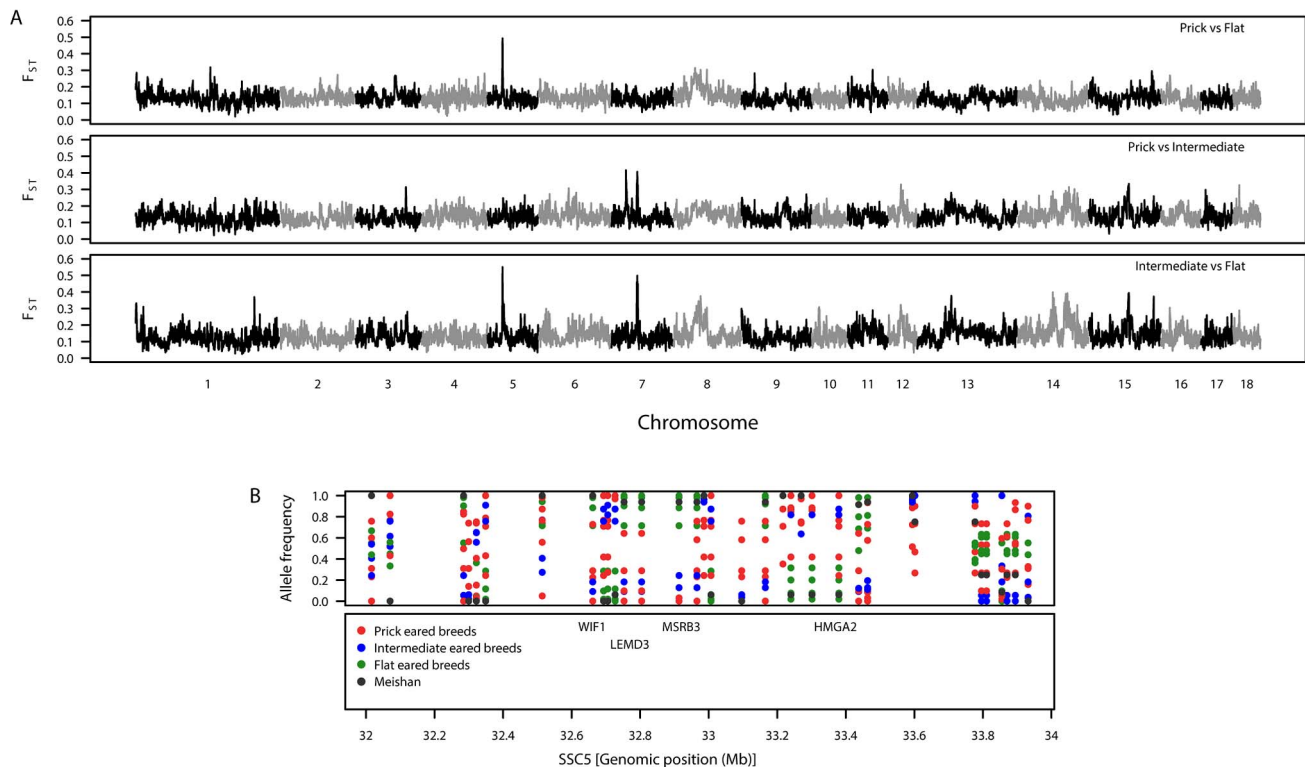 A
Prick vs Flat
F ST
0.6
0.5
0.4
0.3
0.2
0.1
0.0
Prick vs Intermediate
F ST
0.6
0.5
0.4
0.3
0.2
0.1
0.0
Intermediate vs Flat
F ST
0.6
0.5
0.4
0.3
0.2
0.1
0.0
1 2 3 4 5 6 7 8 9 10 11 12 13 14 15 16 17 18
Chromosome
B
Allele frequency
1.0
0.8
0.6
0.4
0.2
0.0
Prick eared breeds
Intermediate eared breeds
Flat eared breeds
Meishan
WIF1 MSRB3 HMGA2
LEMD3
32 32.2 32.4 32.6 32.8 33 33.2 33.4 33.6 33.8 34
SSC5 [Genomic position (Mb)]